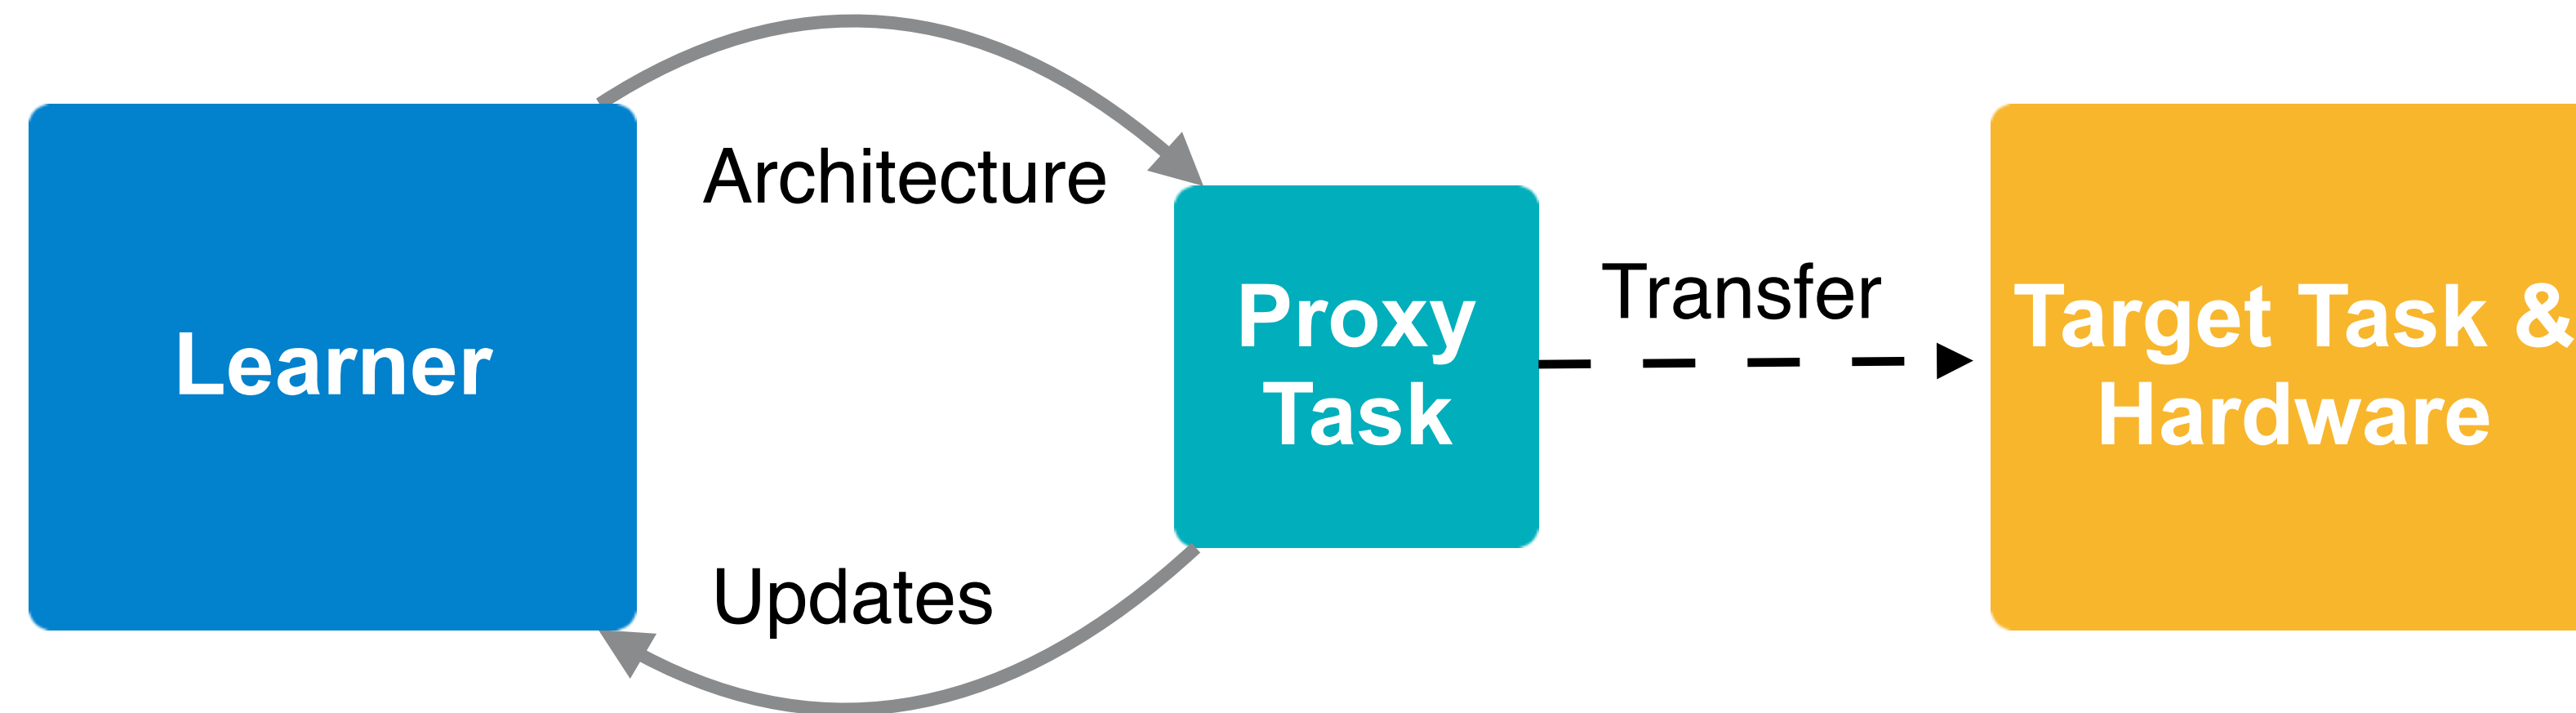 Learner
Architecture
Updates
Proxy
Task
Transfer
Target Task &
Hardware